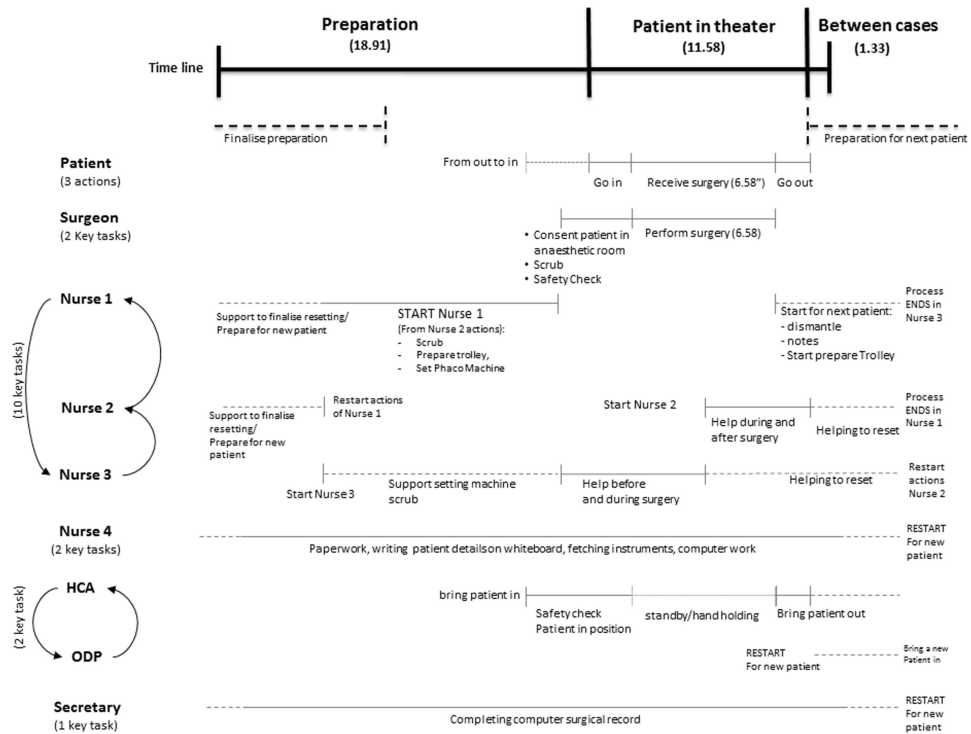 Preparation
(18.91)
Patient in theater
(11.58)
Between cases
(1.33)
Time line
Finalise preparation
Preparation for next patient
Patient
(3 actions)
From out to in
Go in
Receive surgery (6.58”)
Go out
Surgeon
(2 Key tasks)
• Consent patient in
anaesthetic room
• Scrub
• Safety Check
Perform surgery (6.58)
(10 key tasks)
Nurse 1
Support to finalise resetting/
Prepare for new patient
START Nurse 1
(From Nurse 2 actions):
- Scrub
- Prepare trolley,
- Set Phaco Machine
Start for next patient:
- dismantle
- notes
- Start prepare Trolley
Process
ENDS in
Nurse 3
Nurse 2
Support to finalise
resetting/
Prepare for new
patient
Restart actions
of Nurse 1
Start Nurse 2
Help during and
after surgery
Helping to reset
Process
ENDS in
Nurse 1
Nurse 3
Start Nurse 3
Support setting machine
scrub
Help before
and during surgery
Helping to reset
Restart
actions
Nurse 2
Nurse 4
(2 key tasks)
Paperwork, writing patient detailson whiteboard, fetching instruments, computer work
RESTART
For new
patient
(2 key task)
HCA
bring patient in
Safety check
Patient in position
standby/hand holding
Bring patient out
ODP
RESTART
For new patient
Bring a new
Patient in
Secretary
(1 key task)
Completing computer surgical record
RESTART
For new
patient